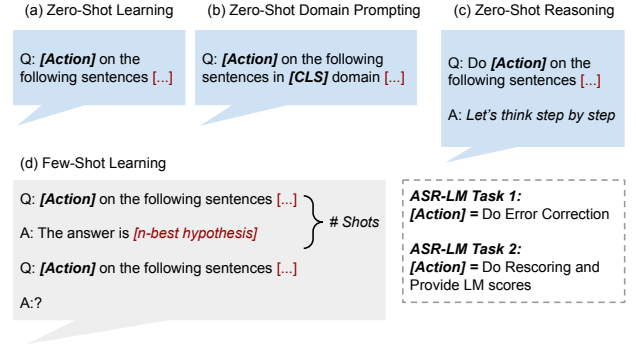 (a) Zero-Shot Learning
Q: [Action] on the
following sentences [...]
(b) Zero-Shot Domain Prompting
Q: [Action] on the following
sentences in [CLS] domain [...]
(c) Zero-Shot Reasoning
Q: Do [Action] on the
following sentences [...]
A: Let's think step by step
(d) Few-Shot Learning
Q: [Action] on the following sentences [...]
A: The answer is [n-best hypothesis]
# Shots
Q: [Action] on the following sentences [...]
A:?
ASR-LM Task 1:
[Action] = Do Error Correction
ASR-LM Task 2:
[Action] = Do Rescoring and
Provide LM scores